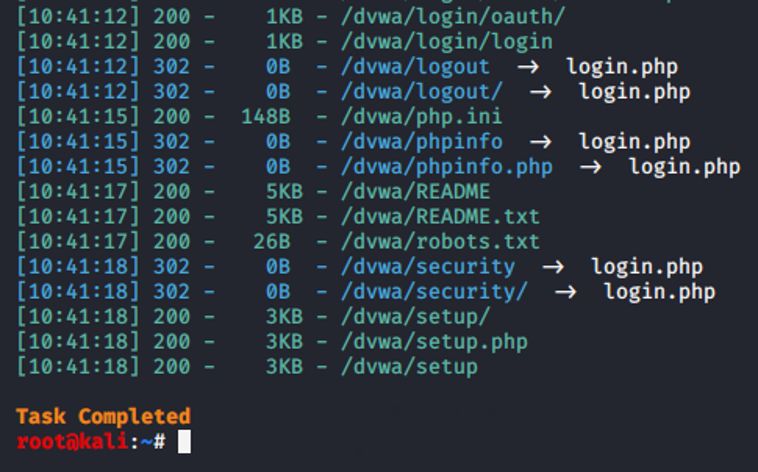 [10:41:12] 200 - 1KB - /dvwa/login/oauth/
[10:41:12] 200 - 1KB - /dvwa/login/login
[10:41:12] 302 - 0B - /dvwa/logout → login.php
[10:41:12] 302 - 0B - /dvwa/logout/ → login.php
[10:41:15] 200 - 148B - /dvwa/php.ini
[10:41:15] 302 - 0B - /dvwa/phpinfo → login.php
[10:41:15] 302 - 0B - /dvwa/phpinfo.php → login.php
[10:41:17] 200 - 5KB - /dvwa/README
[10:41:17] 200 - 5KB - /dvwa/README.txt
[10:41:17] 200 - 26B - /dvwa/robots.txt
[10:41:18] 302 - 0B - /dvwa/security → login.php
[10:41:18] 302 - 0B - /dvwa/security/ → login.php
[10:41:18] 200 - 3KB - /dvwa/setup/
[10:41:18] 200 - 3KB - /dvwa/setup.php
[10:41:18] 200 - 3KB - /dvwa/setup
Task Completed
root@kali:~#